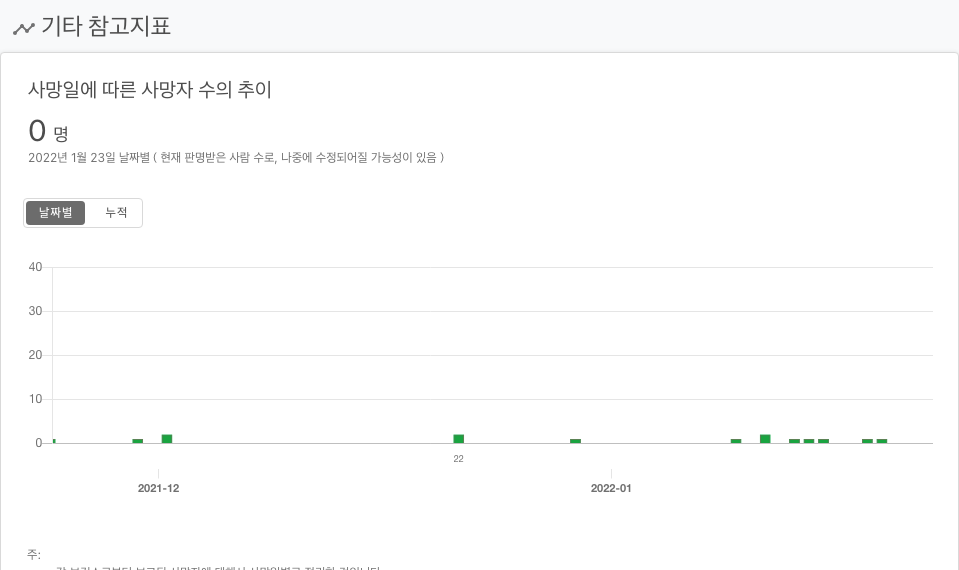 기타 참고지표
사망일에 따른 사망자 수의 추이
0 명
2022년 1월 23일 날짜별 ( 현재 판명받은 사람 수로, 나중에 수정되어질 가능성이 있음 )
날짜별 누적
40
30
20
10
0
22
2021-12 2022-01
주: